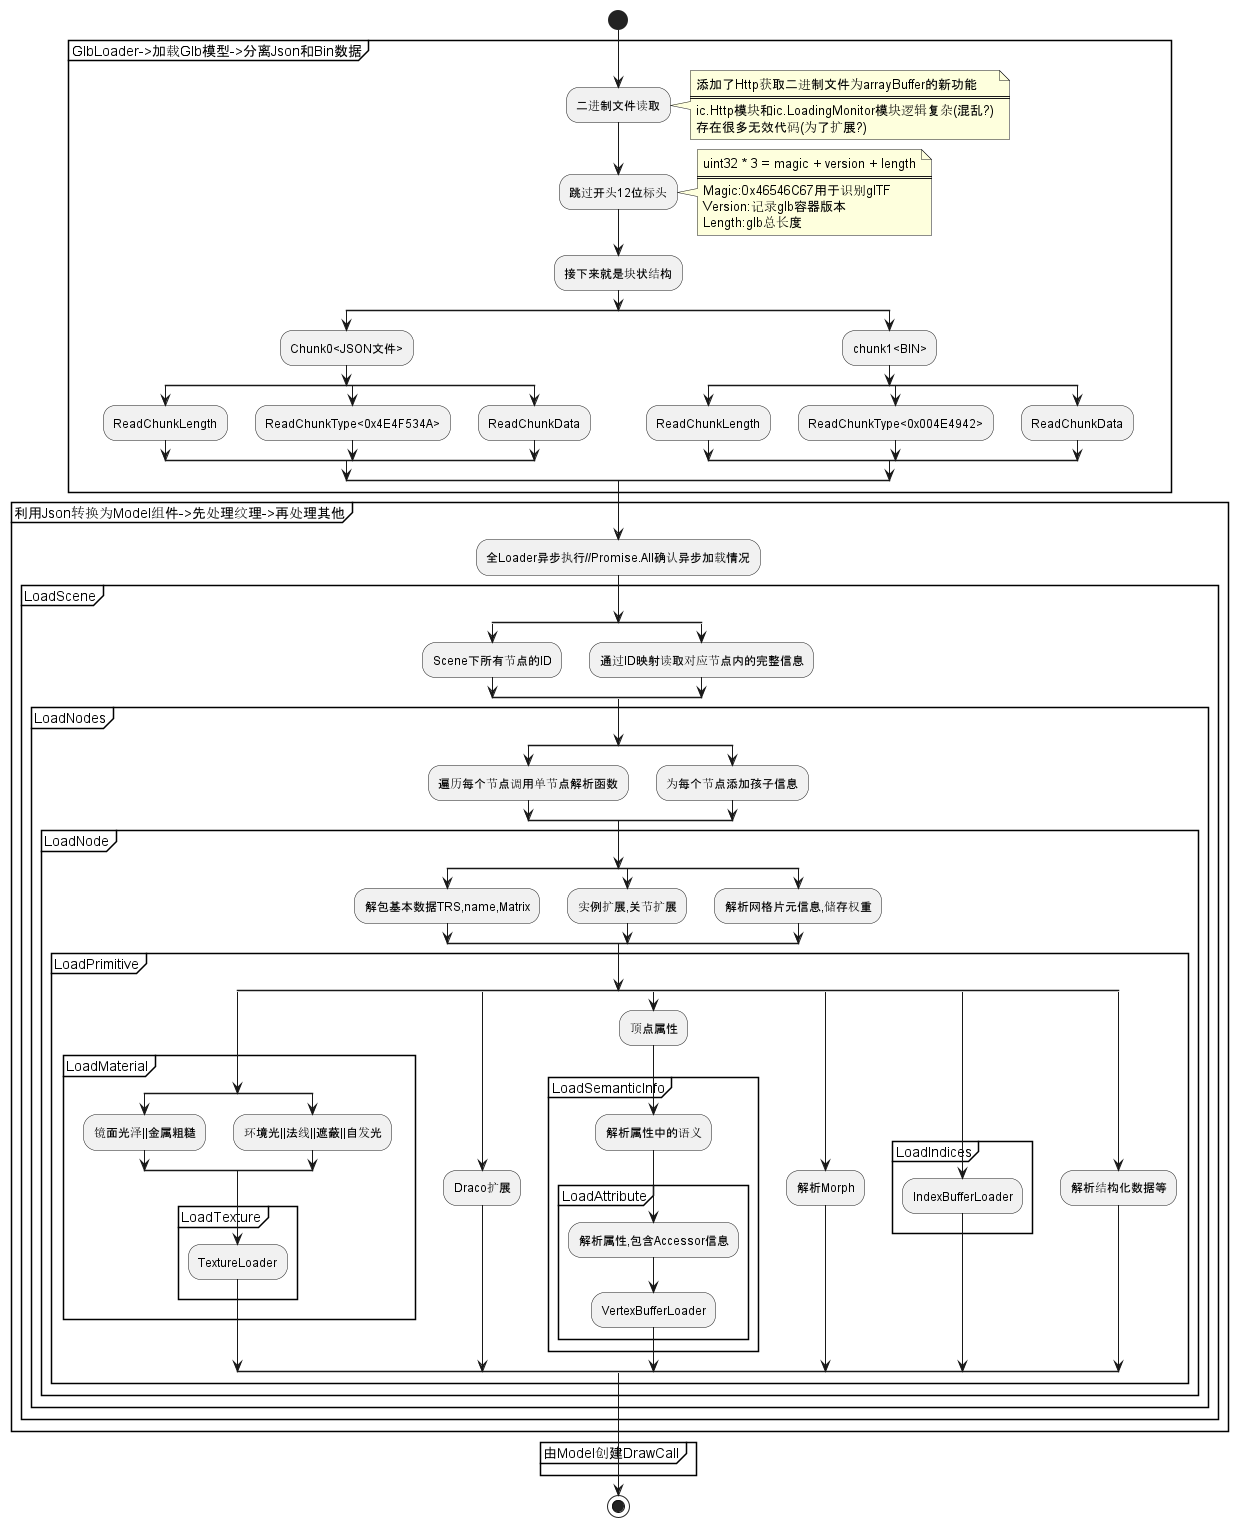 GlbLoader->加载Glb模型->分离Json和Bin数据
二进制文件读取
添加了Http获取二进制文件为arrayBuffer的新功能
ic.Http模块和ic.LoadingMonitor模块逻辑复杂(混乱?)
存在很多无效代码(为了扩展?)
跳过开头12位标头
uint32 * 3 = magic + version + length
Magic:0x46546C67用于识别glTF
Version:记录glb容器版本
Length:glb总长度
接下来就是块状结构
Chunk0<JSON文件>
chunk1<BIN>
ReadChunkLength
ReadChunkType<0x4E4F534A>
ReadChunkData
ReadChunkLength
ReadChunkType<0x004E4942>
ReadChunkData
利用Json转换为Model组件->先处理纹理->再处理其他
全Loader异步执行//Promise.All确认异步加载情况
LoadScene
Scene下所有节点的ID
通过ID映射读取对应节点内的完整信息
LoadNodes
遍历每个节点调用单节点解析函数
为每个节点添加孩子信息
LoadNode
解包基本数据TRS,name,Matrix
实例扩展,关节扩展
解析网格片元信息,储存权重
LoadPrimitive
顶点属性
LoadMaterial
LoadSemanticInfo
镜面光泽||金属粗糙
环境光||法线||遮蔽||自发光
解析属性中的语义
LoadIndices
Draco扩展
解析Morph
IndexBufferLoader
解析结构化数据等
LoadTexture
LoadAttribute
TextureLoader
解析属性,包含Accessor信息
VertexBufferLoader
由Model创建DrawCall